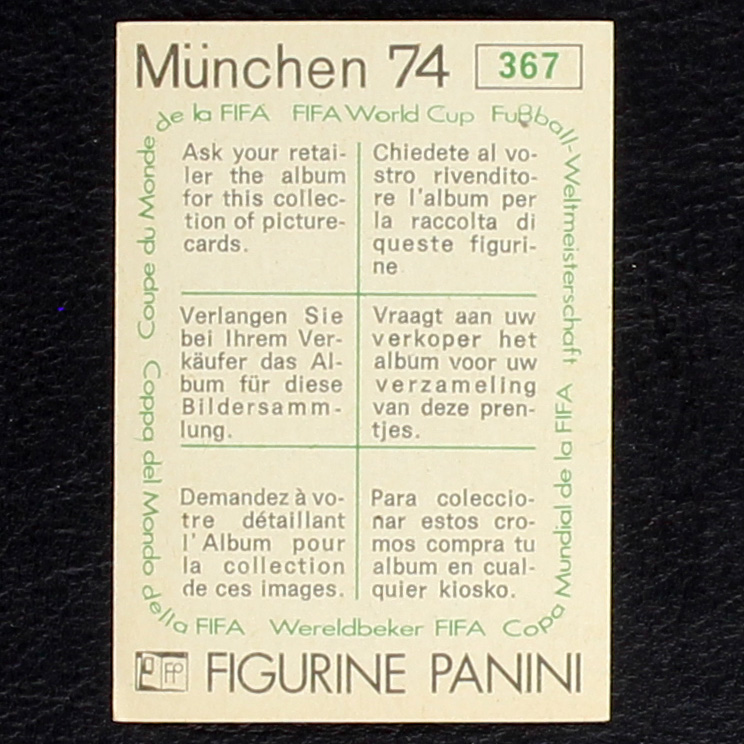 München 74
367
de la FIFA FIFA World Cup Fußball-Weltmeisterschaft
Copa Mundial de la FIFA
Wereldbeker FIFA
Coppa del Mondo della FIFA
Coupe du Monde
Ask your retai-
ler the album
for this collec-
tion of picture-
cards.
Chiedete al vo-
stro rivendito-
re l'album per
la raccolta di
queste figuri-
ne
Verlangen Sie
bei Ihrem Ver-
käufer das Al-
bum für diese
Bildersamm-
lung.
Vraagt aan uw
verkoper het
album voor uw
verzameling
van deze pren-
tjes.
Demandez à vo-
tre détaillant
l'Album pour
la collection
de ces images.
Para coleccio-
nar estos cro-
mos compra tu
album en cual-
quier kiosko.
FP FIGURINE PANINI